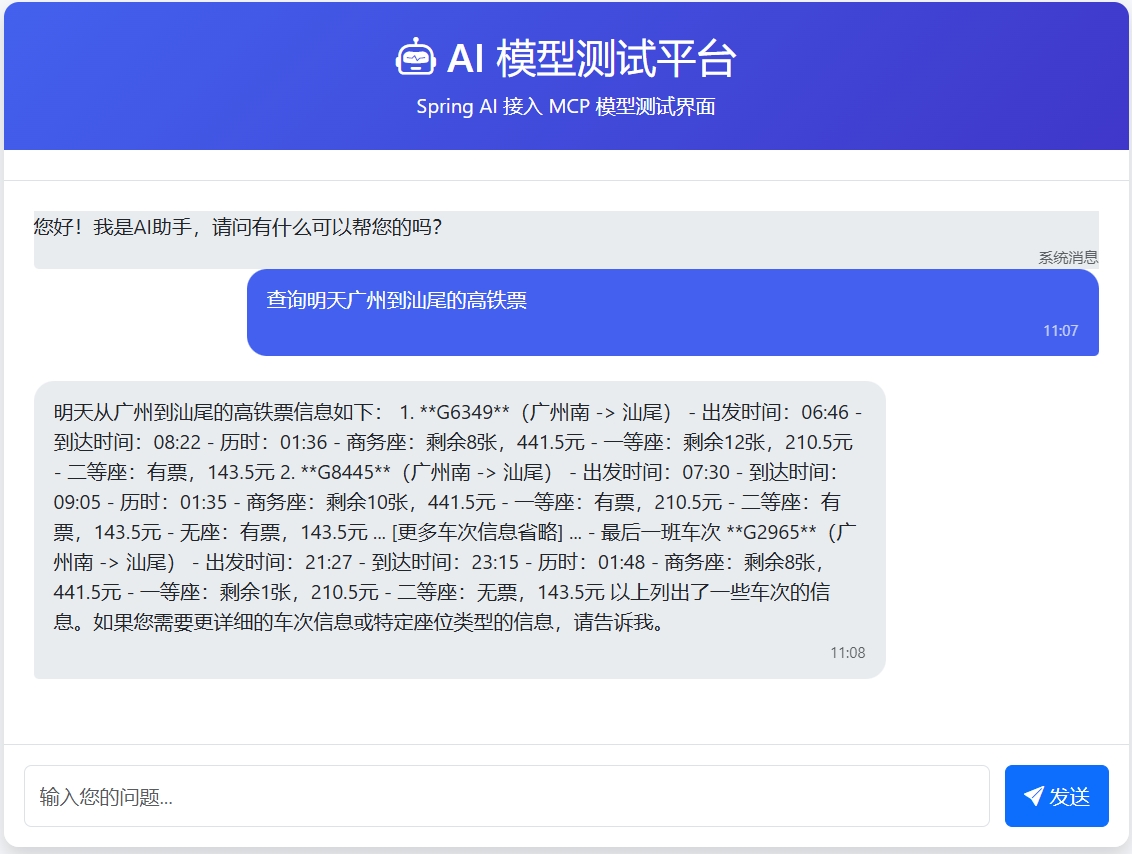 AI 模型测试平台
Spring AI 接入 MCP 模型测试界面
您好！我是AI助手，请问有什么可以帮您的吗？
系统消息
查询明天广州到汕尾的高铁票
11:07
明天从广州到汕尾的高铁票信息如下： 1. **G6349**（广州南 -> 汕尾） - 出发时间：06:46 -
到达时间：08:22 - 历时：01:36 - 商务座：剩余8张，441.5元 - 一等座：剩余12张，210.5元
- 二等座：有票，143.5元 2. **G8445**（广州南 -> 汕尾） - 出发时间：07:30 - 到达时间：
09:05 - 历时：01:35 - 商务座：剩余10张，441.5元 - 一等座：有票，210.5元 - 二等座：有
票，143.5元 - 无座：有票，143.5元 ... [更多车次信息省略] ... - 最后一班车次 **G2965**（广
州南 -> 汕尾） - 出发时间：21:27 - 到达时间：23:15 - 历时：01:48 - 商务座：剩余8张，
441.5元 - 一等座：剩余1张，210.5元 - 二等座：无票，143.5元 以上列出了一些车次的信
息。如果您需要更详细的车次信息或特定座位类型的信息，请告诉我。
11:08
输入您的问题...
发送